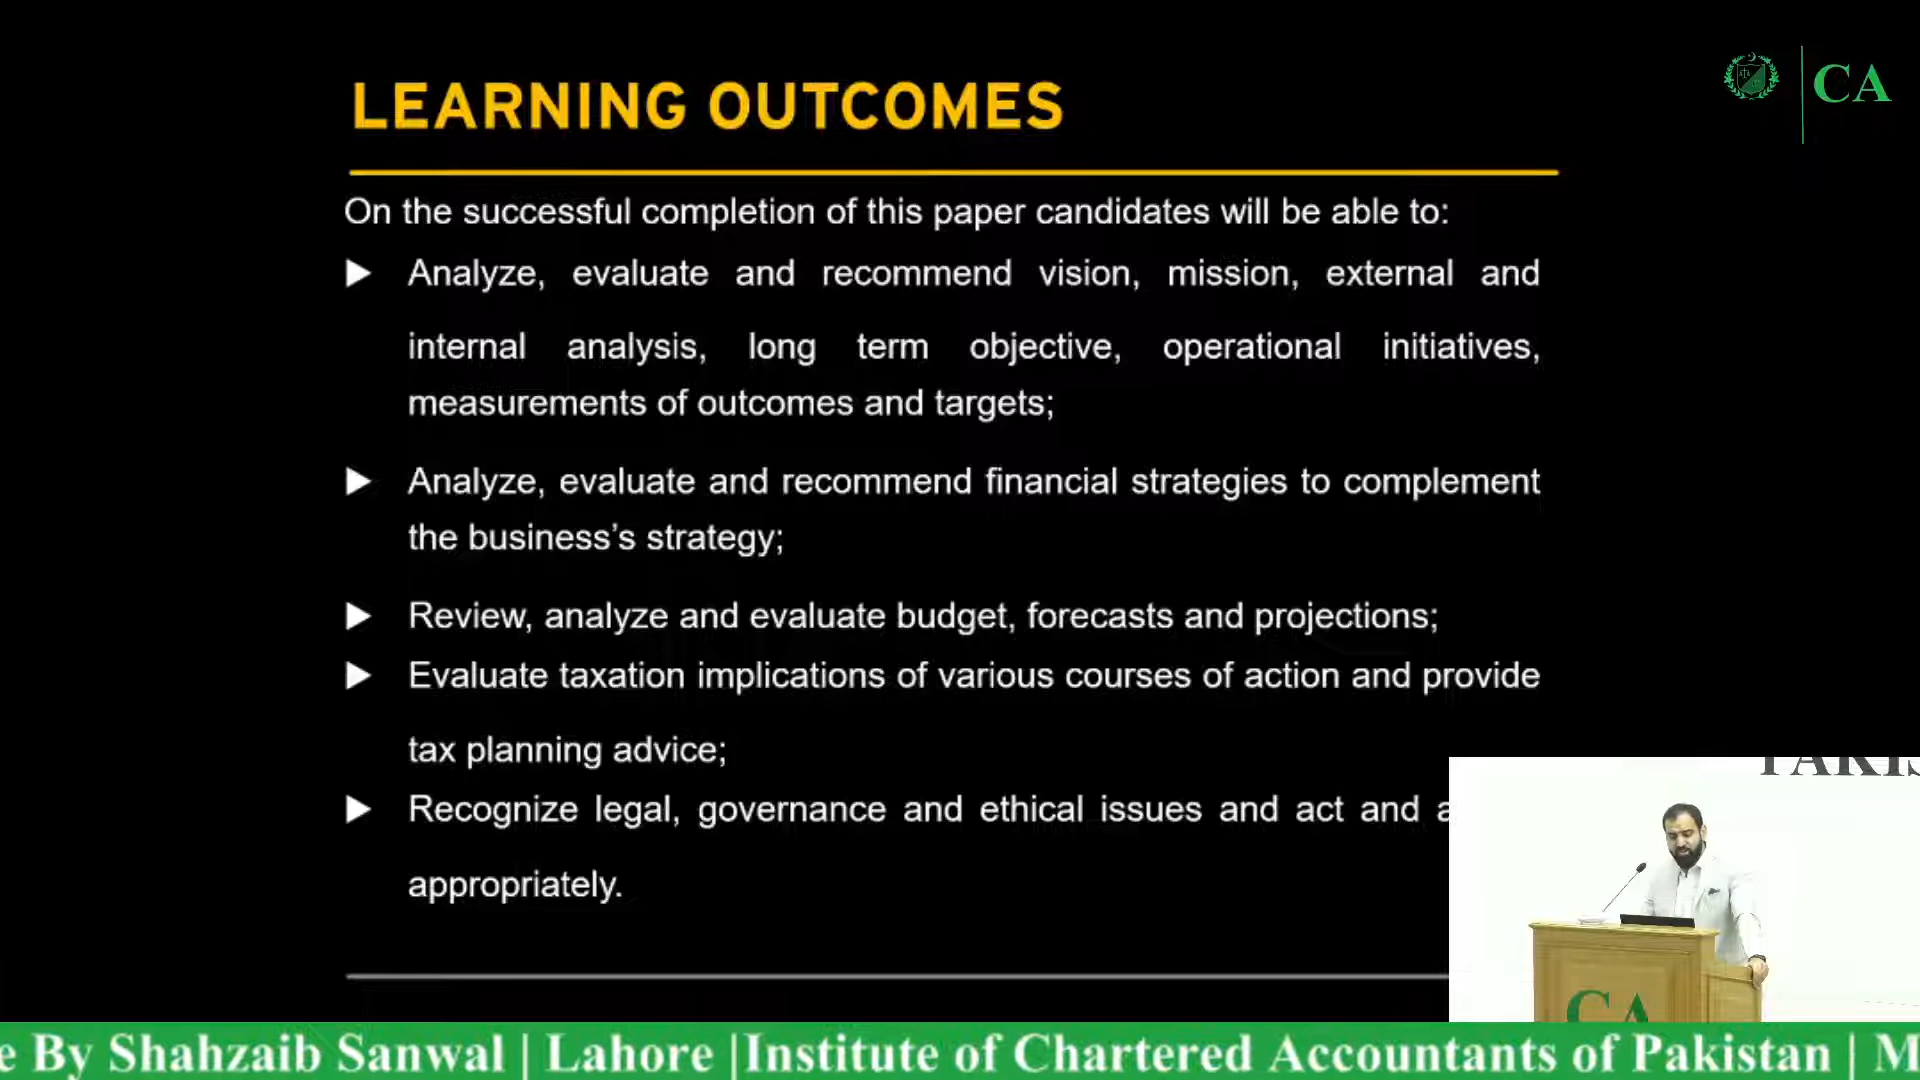 LEARNING OUTCOMES
CA
On the successful completion of this paper candidates will be able to:
Analyze, evaluate and recommend vision, mission, external and
internal analysis, long term objective, operational initiatives,
measurements of outcomes and targets;
Analyze, evaluate and recommend financial strategies to complement
the business’s strategy;
Review, analyze and evaluate budget, forecasts and projections;
Evaluate taxation implications of various courses of action and provide
tax planning advice;
Recognize legal, governance and ethical issues and act and
appropriately.
CA
By Shahzaib Sanwal | Lahore |Institute of Chartered Accountants of Pakistan |